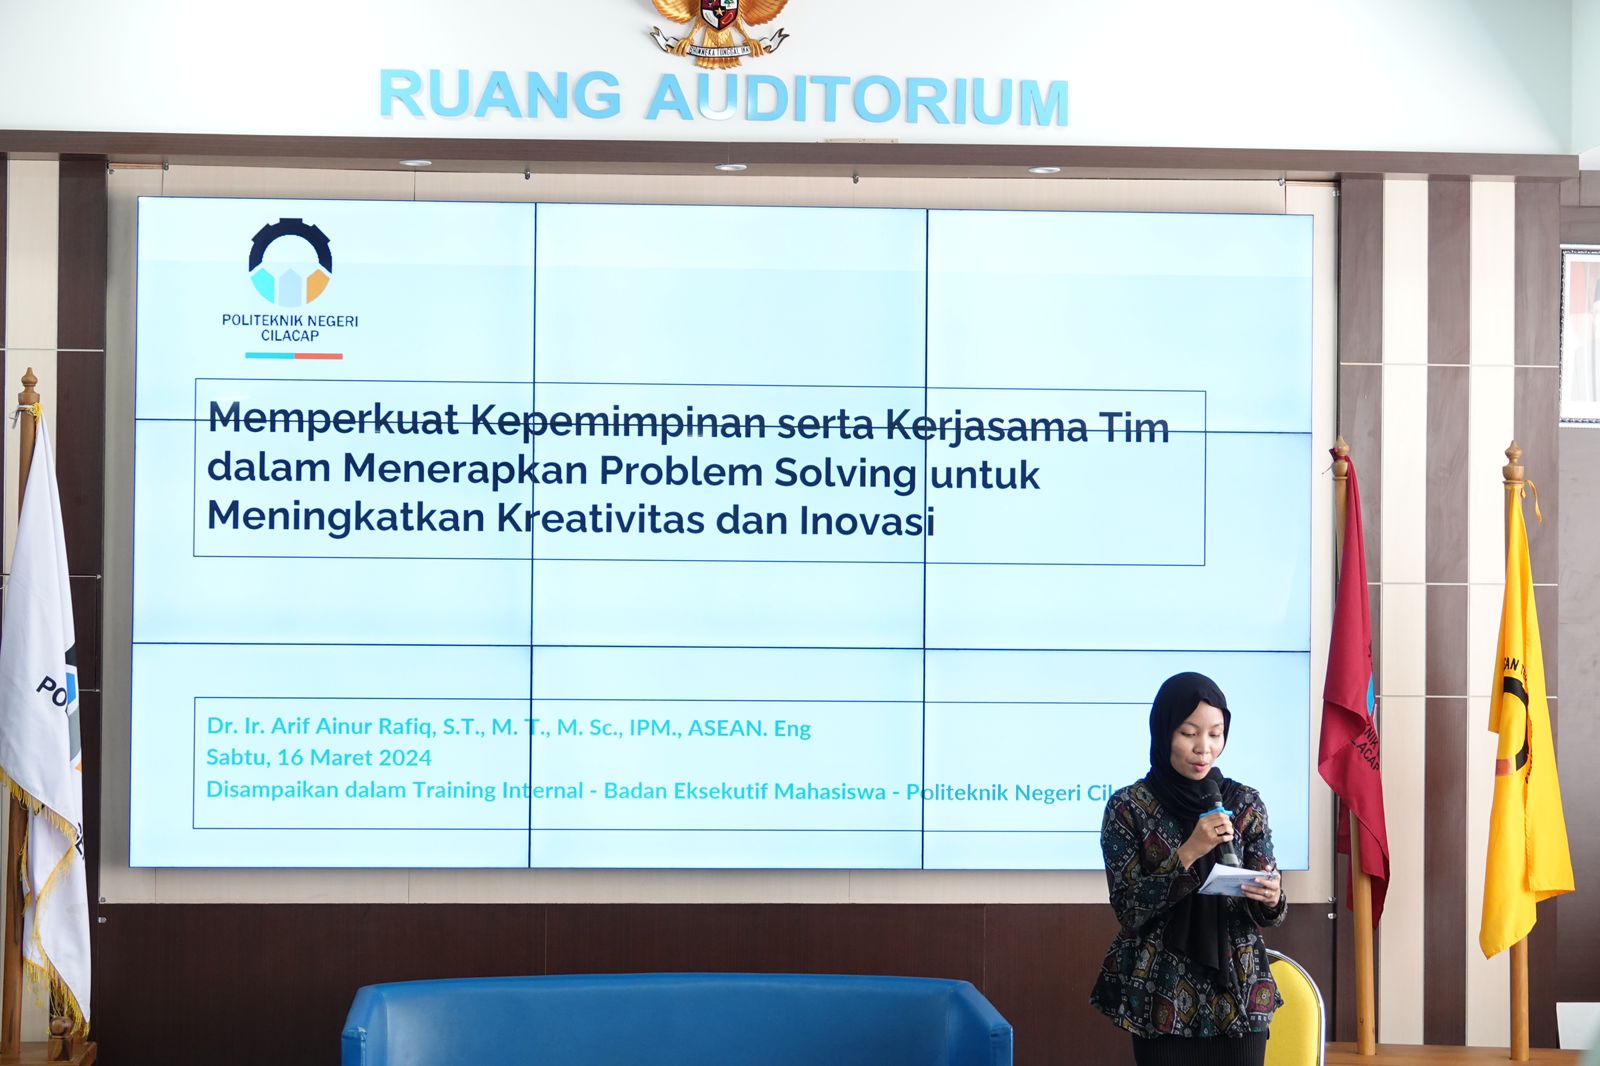 RUANG AUDITORIUM
POLITEKNIK NEGERI
CILACAP
Memperkuat Kepemimpinan serta Kerjasama Tim
dalam Menerapkan Problem Solving untuk
Meningkatkan Kreativitas dan Inovasi
Dr. Ir. Arif Ainur Rafiq, S.T., M. T., M. Sc., IPM., ASEAN. Eng
Sabtu, 16 Maret 2024
Disampaikan dalam Training Internal - Badan Eksekutif Mahasiswa - Politeknik Negeri